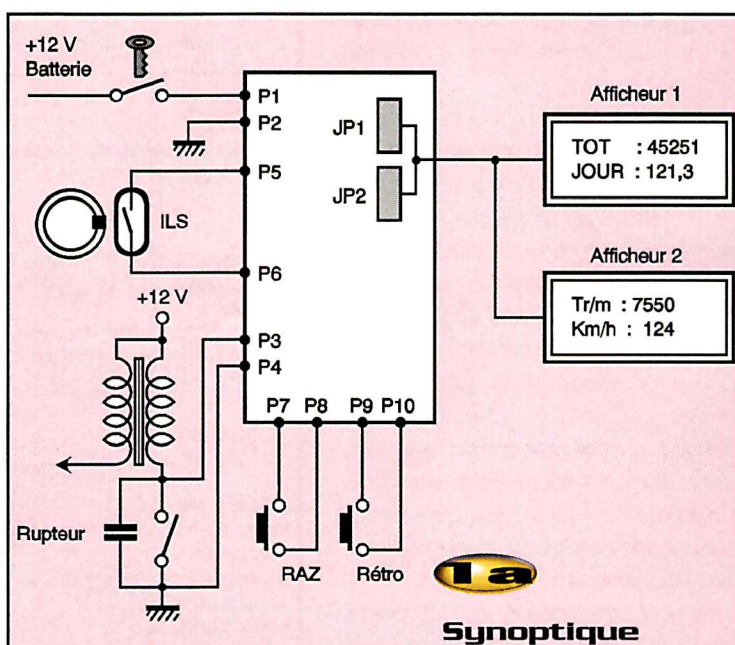 +12 V
Batterie
P1
P2
P5
ILS
P6
+12 V
P3
P4
Rupteur
P7 P8 P9 P10
RAZ
Rétro
JP1
JP2
Afficheur 1
TOT : 45251
JOUR : 121,3
Afficheur 2
Tr/m : 7550
Km/h : 124
1a
Synoptique